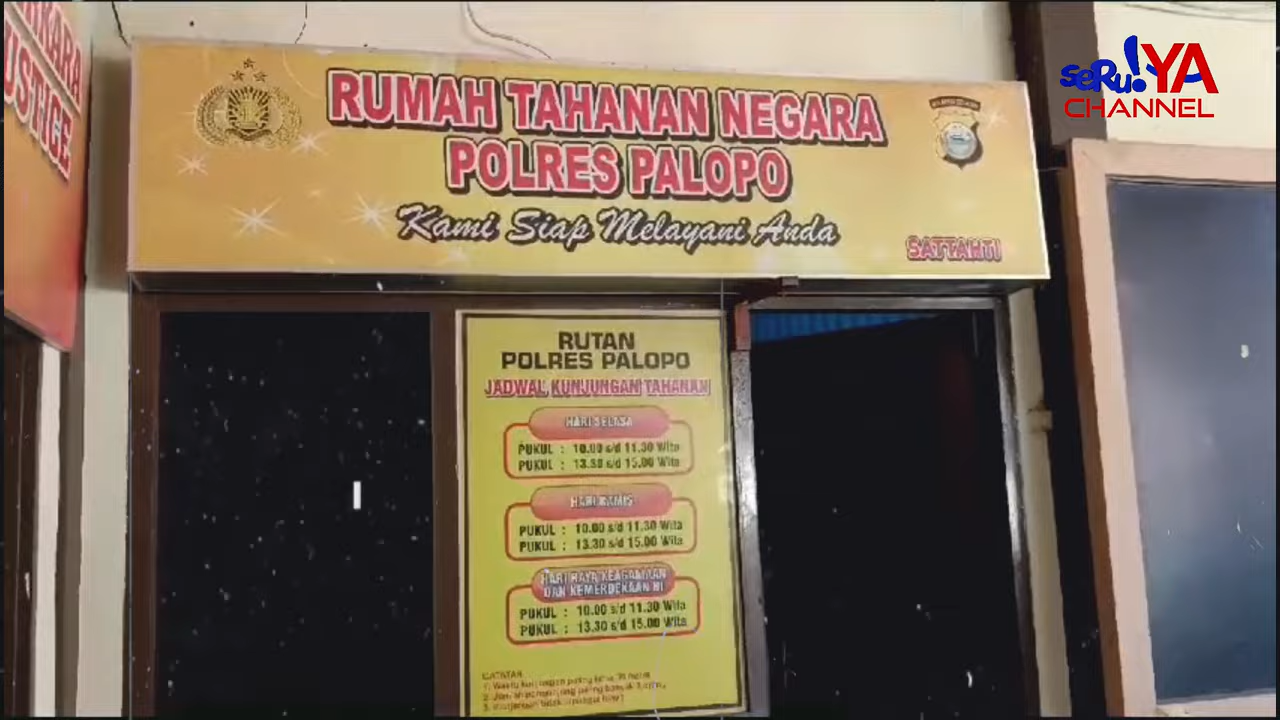 seRu!YA
CHANNEL
USTICE
RUMAH TAHANAN NEGARA
POLRES PALOPO
Kami Siap Melayani Anda
SATTAHTI
RUTAN
POLRES PALOPO
JADWAL KUNJUNGAN TAHANAN
HARI SELASA
PUKUL : 10.00 s/d 11.30 Wita
PUKUL : 13.30 s/d 15.00 Wita
HARI KAMIS
PUKUL : 10.00 s/d 11.30 Wita
PUKUL : 13.30 s/d 15.00 Wita
HARI RAYA KEAGAMAAN
DAN KEMERDEKAAN RI
PUKUL : 10.00 s/d 11.30 Wita
PUKUL : 13.30 s/d 15.00 Wita
CATATAN